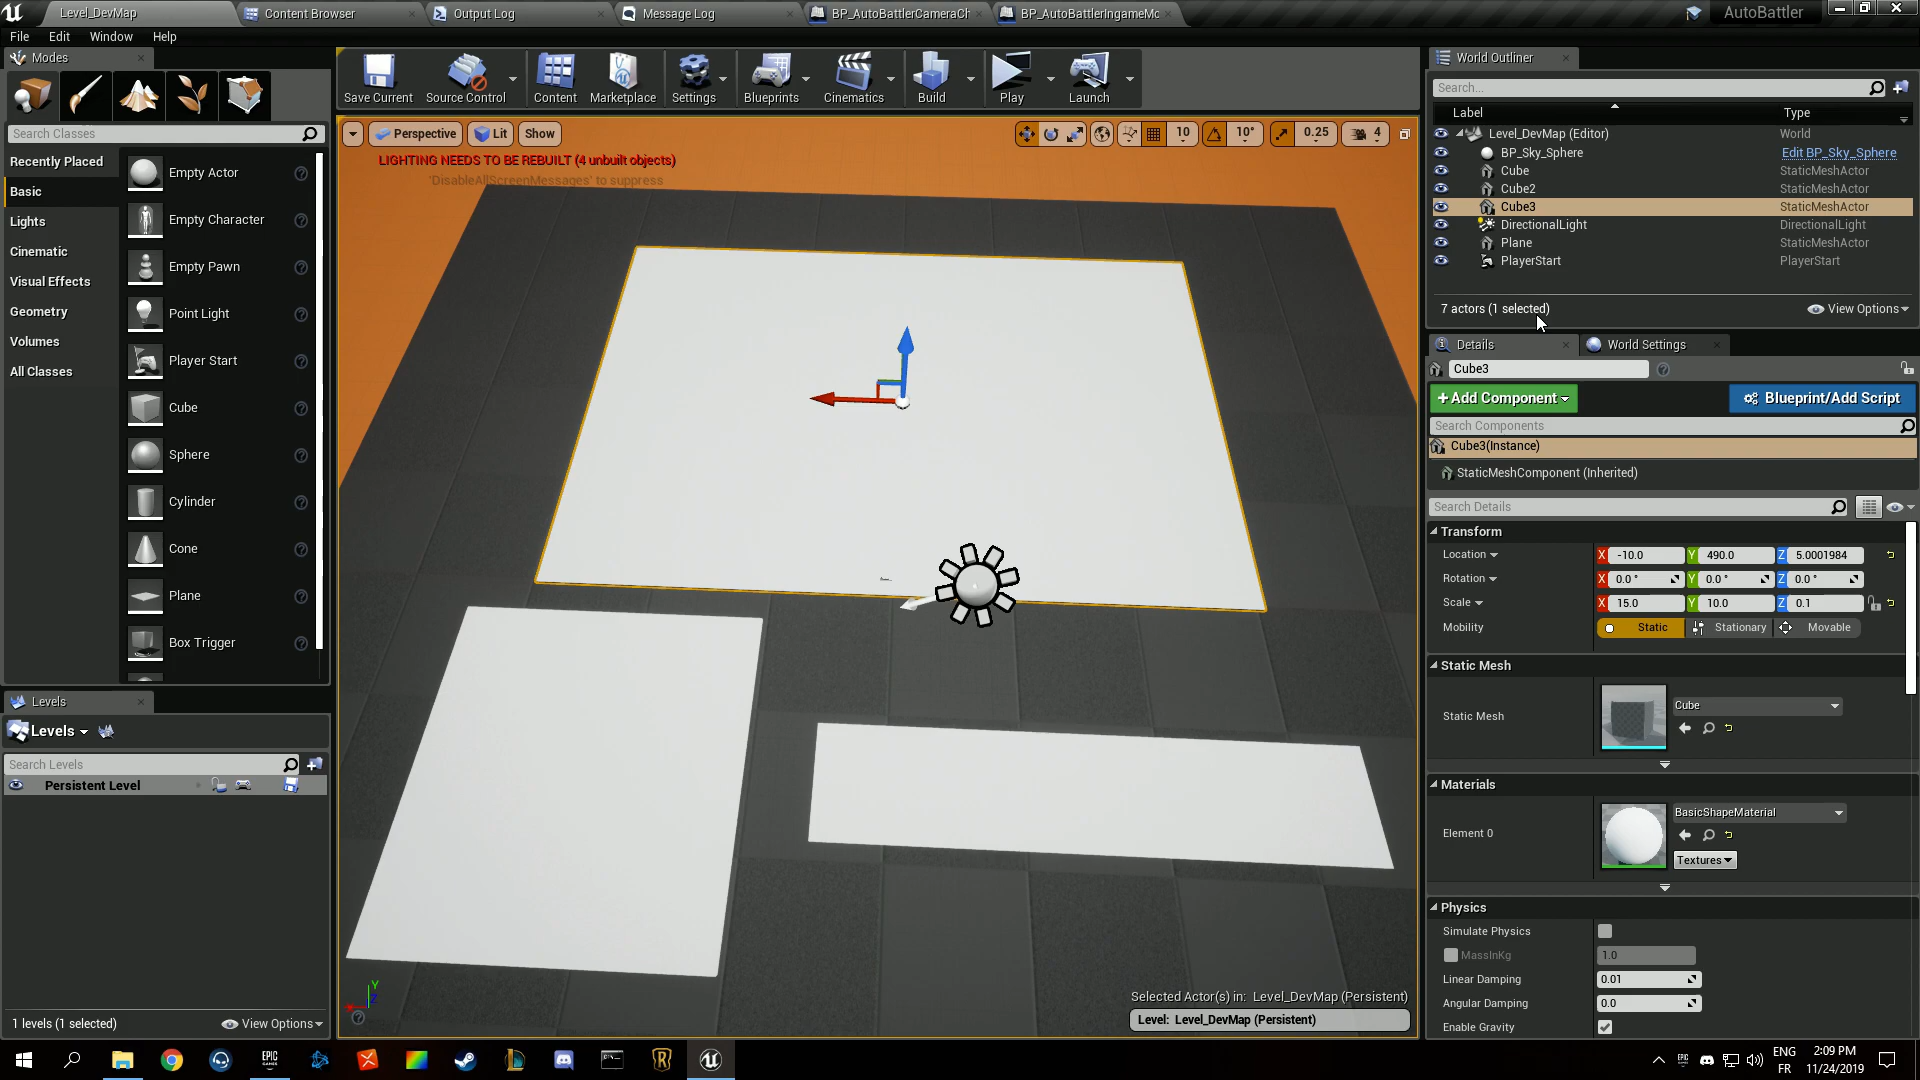 Level_DevMap
Content Browser
Output Log
Message Log
BP_AutoBattlerCameraCh
BP_AutoBattlerIngameMo
AutoBattler
File
Edit
Window
Help
Modes
Search Classes
Recently Placed
Basic
Lights
Cinematic
Visual Effects
Geometry
Volumes
All Classes
Empty Actor
Empty Character
Empty Pawn
Point Light
Player Start
Cube
Sphere
Cylinder
Cone
Plane
Box Trigger
Levels
Levels
Search Levels
Persistent Level
1 levels (1 selected)
View Options
Save Current
Source Control
Content
Marketplace
Settings
Blueprints
Cinematics
Build
Play
Launch
Perspective
Lit
Show
10
10°
0.25
4
LIGHTING NEEDS TO BE REBUILT (4 unbuilt objects)
'DisableAllScreenMessages' to suppress
Y
Z
Selected Actor(s) in: Level_DevMap (Persistent)
Level: Level_DevMap (Persistent)
World Outliner
Search...
Label
Type
Level_DevMap (Editor)
World
BP_Sky_Sphere
Edit BP_Sky_Sphere
Cube
StaticMeshActor
Cube2
StaticMeshActor
Cube3
StaticMeshActor
DirectionalLight
DirectionalLight
Plane
StaticMeshActor
PlayerStart
PlayerStart
7 actors (1 selected)
View Options
Details
World Settings
Cube3
+Add Component
Blueprint/Add Script
Search Components
Cube3(Instance)
StaticMeshComponent (Inherited)
Search Details
Transform
Location
X -10.0
Y 490.0
Z 5.0001984
Rotation
X 0.0 °
Y 0.0 °
Z 0.0 °
Scale
X 15.0
Y 10.0
Z 0.1
Mobility
Static
Stationary
Movable
Static Mesh
Static Mesh
Cube
Materials
Element 0
BasicShapeMaterial
Textures
Physics
Simulate Physics
MassInKg
1.0
Linear Damping
0.01
Angular Damping
0.0
Enable Gravity
EPIC
GAMES
ENG
FR
2:09 PM
11/24/2019